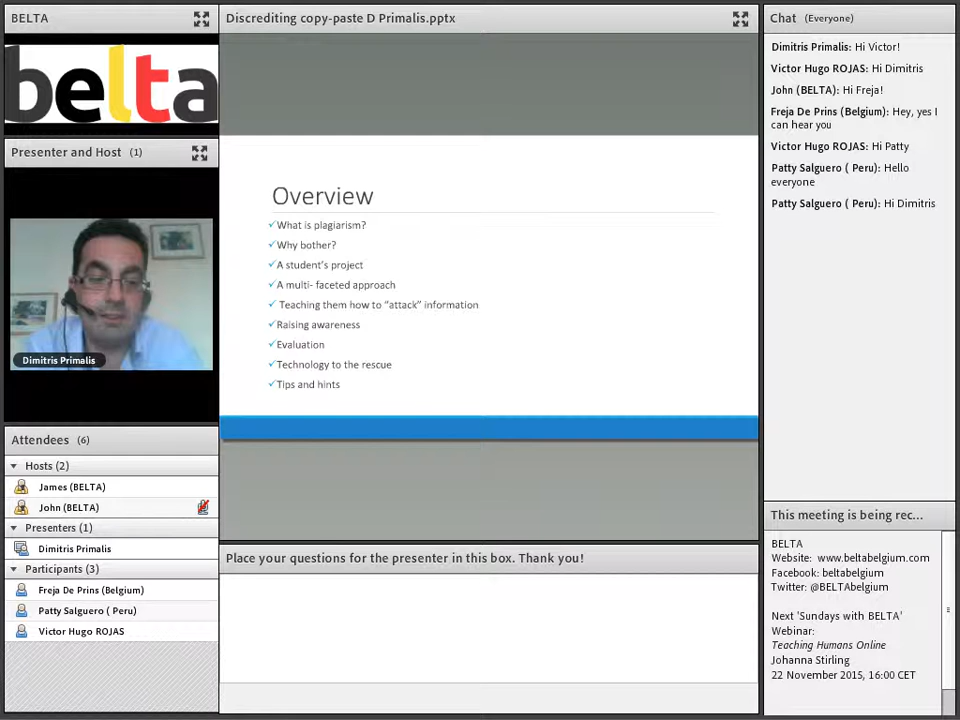 BELTA
belta
Presenter and Host (1)
Dimitris Primalis
Attendees (6)
Hosts (2)
James (BELTA)
John (BELTA)
Presenters (1)
Dimitris Primalis
Participants (3)
Freja De Prins (Belgium)
Patty Salguero ( Peru)
Victor Hugo ROJAS
Discrediting copy-paste D Primalis.pptx
Overview
✓What is plagiarism?
✓Why bother?
✓A student's project
✓A multi- faceted approach
✓ Teaching them how to “attack” information
✓Raising awareness
✓Evaluation
✓Technology to the rescue
✓Tips and hints
Place your questions for the presenter in this box. Thank you!
Chat (Everyone)
Dimitris Primalis: Hi Victor!
Victor Hugo ROJAS: Hi Dimitris
John (BELTA): Hi Freja!
Freja De Prins (Belgium): Hey, yes I
can hear you
Victor Hugo ROJAS: Hi Patty
Patty Salguero ( Peru): Hello
everyone
Patty Salguero ( Peru): Hi Dimitris
This meeting is being rec...
BELTA
Website: www.beltabelgium.com
Facebook: beltabelgium
Twitter: @BELTAbelgium
Next 'Sundays with BELTA'
Webinar:
Teaching Humans Online
Johanna Stirling
22 November 2015, 16:00 CET